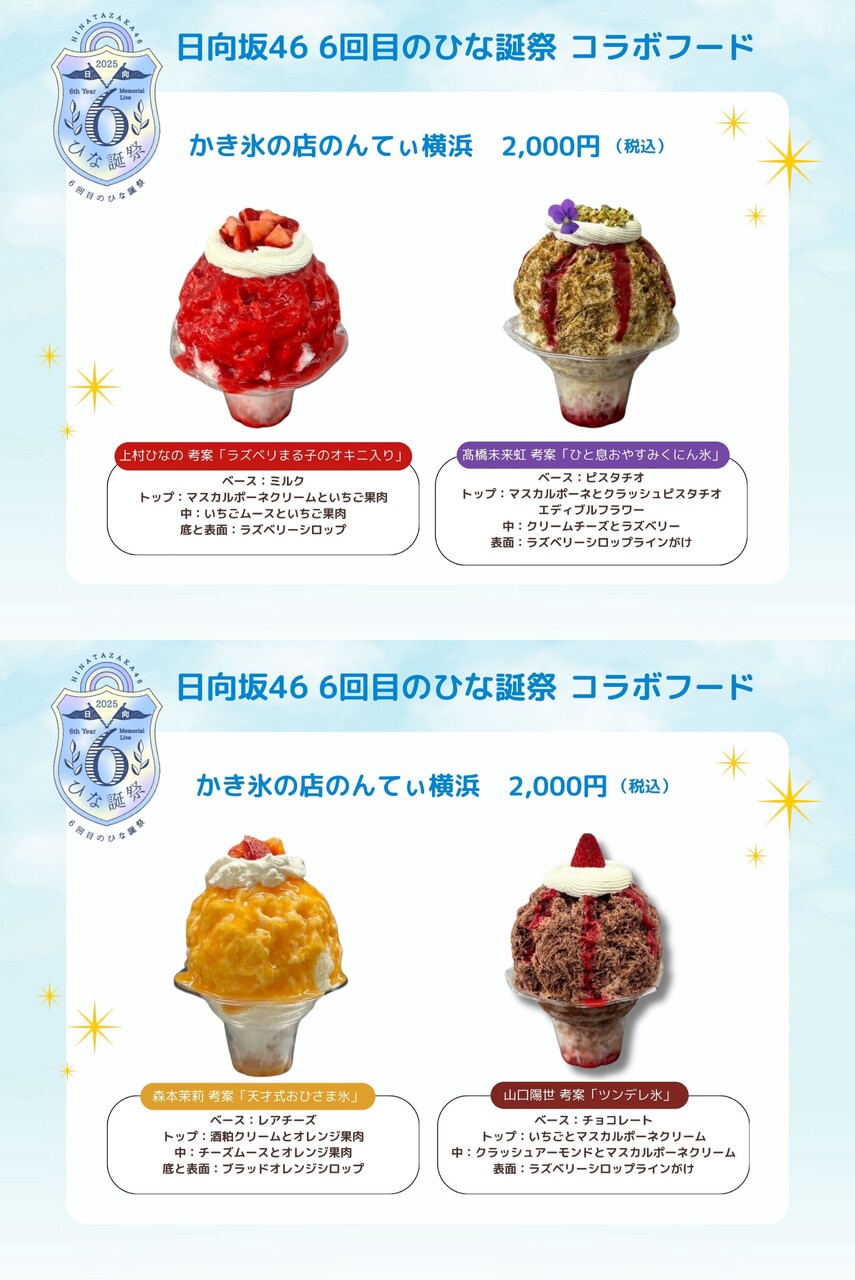 HINATAZAKA46
2025
日 向
6th Year Memorial Live
6
ひな誕祭
6回目のひな誕祭
日向坂46 6回目のひな誕祭 コラボフード
かき氷の店のんてぃ横浜 2,000円（税込）
上村ひなの 考案「ラズベリまる子のオキニ入り」
ベース：ミルク
トップ：マスカルポーネクリームといちご果肉
中：いちごムースといちご果肉
底と表面：ラズベリーシロップ
髙橋未来虹 考案「ひと息おやすみくにん氷」
ベース：ピスタチオ
トップ：マスカルポーネとクラッシュピスタチオ
エディブルフラワー
中：クリームチーズとラズベリー
表面：ラズベリーシロップラインがけ
HINATAZAKA46
2025
日 向
6th Year Memorial Live
6
ひな誕祭
6回目のひな誕祭
日向坂46 6回目のひな誕祭 コラボフード
かき氷の店のんてぃ横浜 2,000円（税込）
森本茉莉 考案「天才式おひさま氷」
ベース：レアチーズ
トップ：酒粕クリームとオレンジ果肉
中：チーズムースとオレンジ果肉
底と表面：ブラッドオレンジシロップ
山口陽世 考案「ツンデレ氷」
ベース：チョコレート
トップ：いちごとマスカルポーネクリーム
中：クラッシュアーモンドとマスカルポーネクリーム
表面：ラズベリーシロップラインがけ